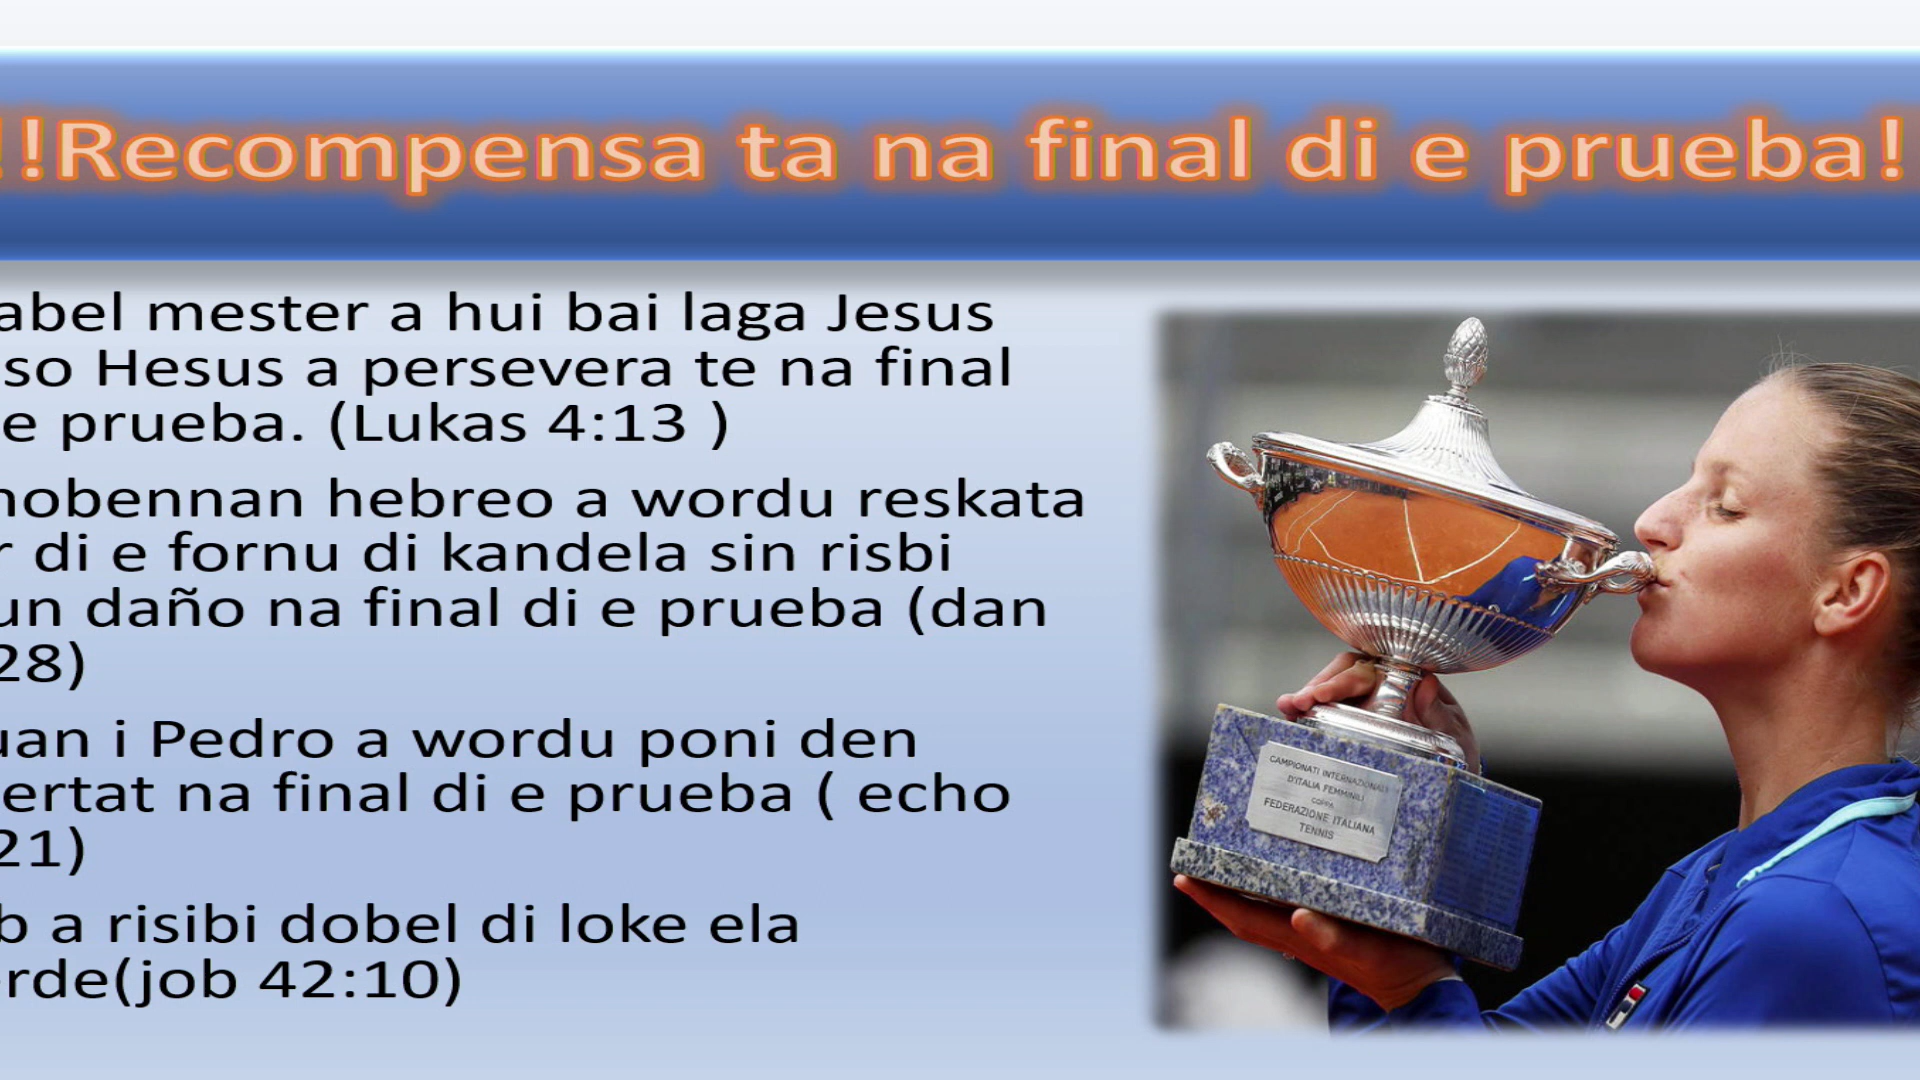 !!Recompensa ta na final di e prueba!
abel mester a hui bai laga Jesus
so Hesus a persevera te na final
e prueba. (Lukas 4:13 )
hobennan hebreo a wordu reskata
r di e fornu di kandela sin risbi
un daño na final di e prueba (dan
28)
uan i Pedro a wordu poni den
ertat na final di e prueba ( echo
21)
b a risibi dobel di loke ela
rde(job 42:10)
CAMPIONATI INTERNAZIONALI
D'ITALIA FEMMINILI
COPPA
FEDERAZIONE ITALIANA
TENNIS